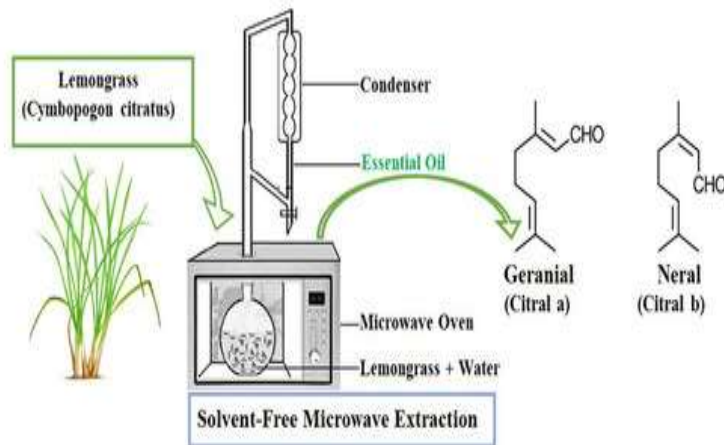 Lemongrass
(Cymbopogon citratus)
Condenser
Essential Oil
CHO
CHO
Geranial
(Citral a)
Neral
(Citral b)
Microwave Oven
Lemongrass + Water
Solvent-Free Microwave Extraction